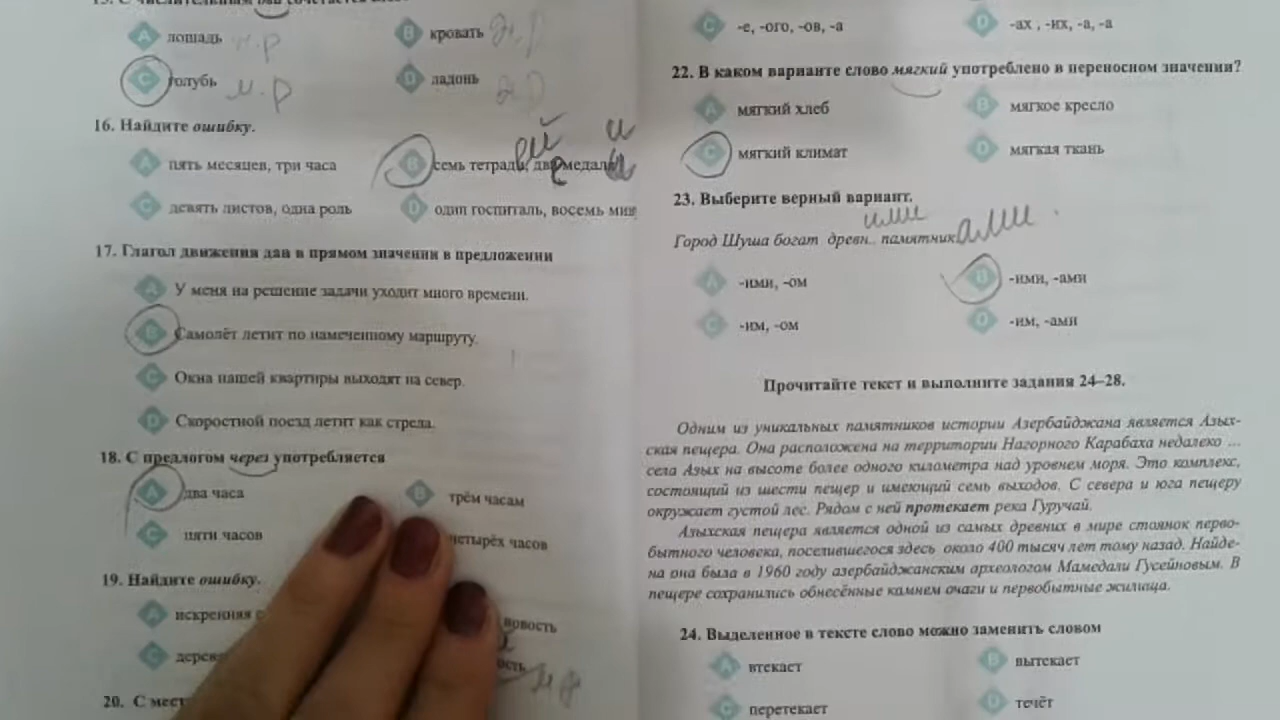 A лошадь м.р
B кровать
C голубь м.р
D ладонь
16. Найдите ошибку.
A пять месяцев, три часа
B семь тетрадь, две медали
C девять листов, одна роль
D один госпиталь, восемь
17. Глагол движения дан в прямом значении в предложении
A У меня на решение задачи уходит много времени.
B Самолёт летит по намеченному маршруту.
C Окна нашей квартиры выходят на север.
D Скоростной поезд летит как стрела.
18. С предлогом через употребляется
A два часа
B трём часам
C пяти часов
четырёх часов
19. Найдите ошибку.
A искренняя
новость
C
20. С
C -е, -ого, -ов, -а
D -ах , -их, -а, -а
22. В каком варианте слово мягкий употреблено в переносном значении?
A мягкий хлеб
B мягкое кресло
C мягкий климат
D мягкая ткань
23. Выберите верный вариант.
ими
Город Шуша богат древн.. памятник ами .
A -ими, -ом
B -ими, -ами
C -им, -ом
D -им, -ами
Прочитайте текст и выполните задания 24–28.
Одним из уникальных памятников истории Азербайджана является Азых-
ская пещера. Она расположена на территории Нагорного Карабаха недалеко ...
села Азых на высоте более одного километра над уровнем моря. Это комплекс,
состоящий из шести пещер и имеющий семь выходов. С севера и юга пещеру
окружает густой лес. Рядом с ней протекает река Гуручай.
Азыхская пещера является одной из самых древних в мире стоянок перво-
бытного человека, поселившегося здесь около 400 тысяч лет тому назад. Найде-
на она была в 1960 году азербайджанским археологом Мамедали Гусейновым. В
пещере сохранились обнесённые камнем очаги и первобытные жилища.
24. Выделенное в тексте слово можно заменить словом
A втекает
B вытекает
C перетекает
D течёт